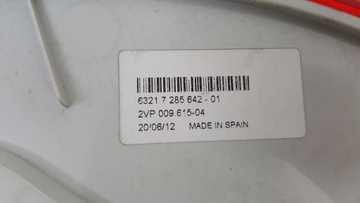 6321 7 285 642 - 01
2VP 009.615-04
20/06/12 MADE IN SPAIN